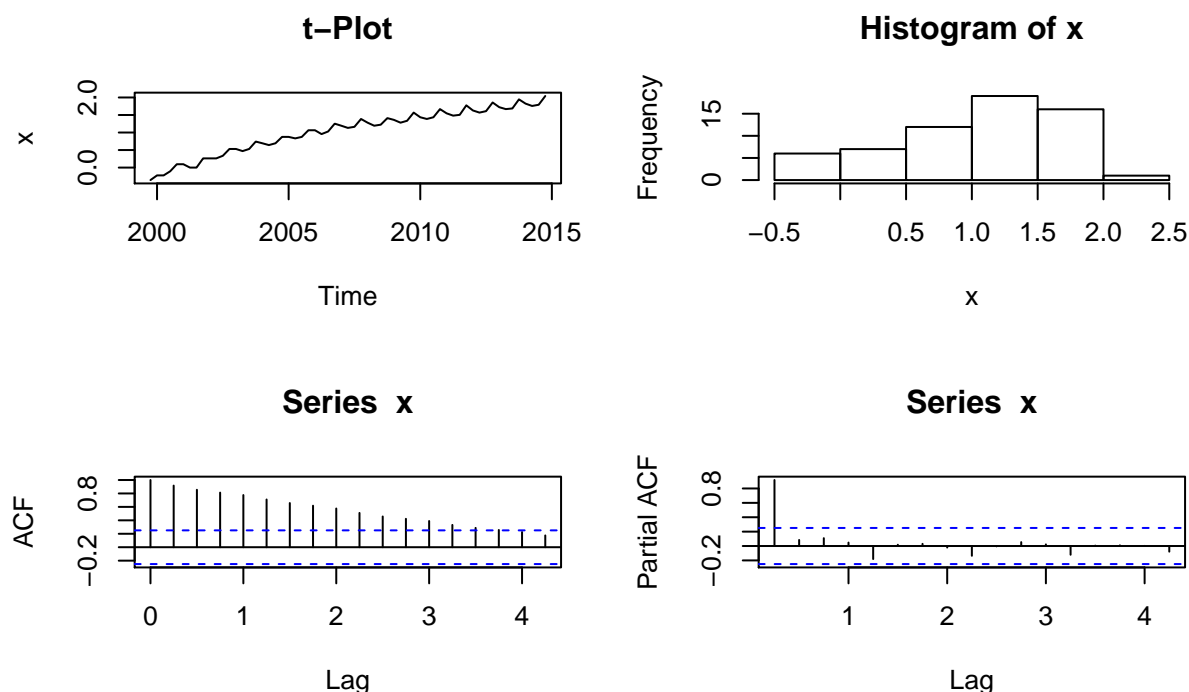 t−Plot
x
0.0
2.0
2000
2005
2010
2015
Time
Histogram of x
Frequency
0
15
−0.5
0.5
1.0
1.5
2.0
2.5
x
Series x
ACF
−0.2
0.8
0
1
2
3
4
Lag
Series x
Partial ACF
−0.2
0.8
1
2
3
4
Lag